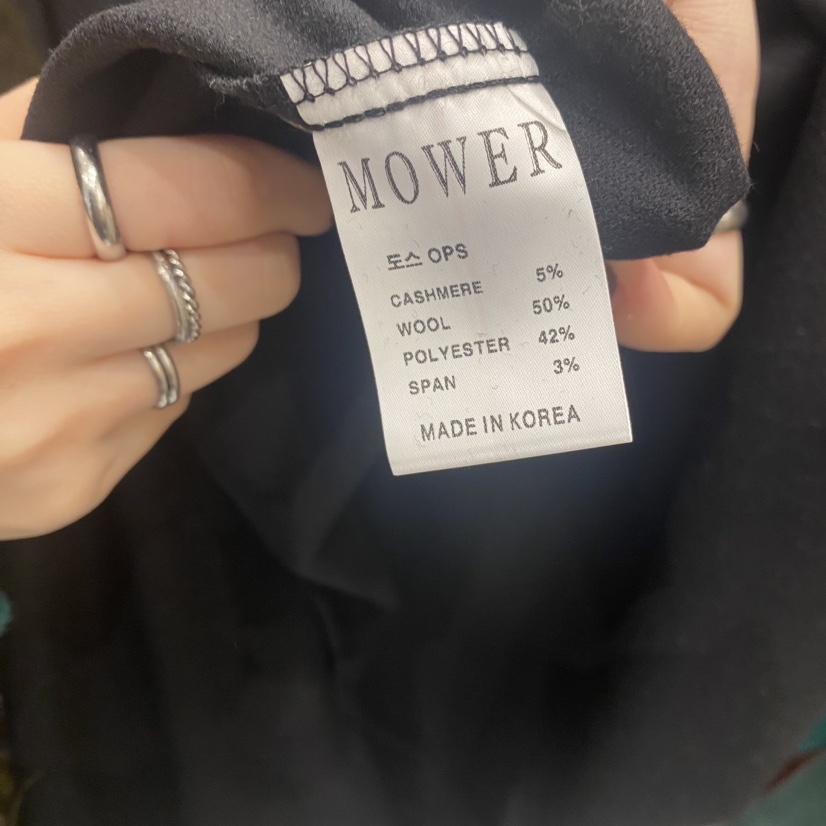 MOWER
도스 OPS
CASHMERE 5%
WOOL 50%
POLYESTER 42%
SPAN 3%
MADE IN KOREA